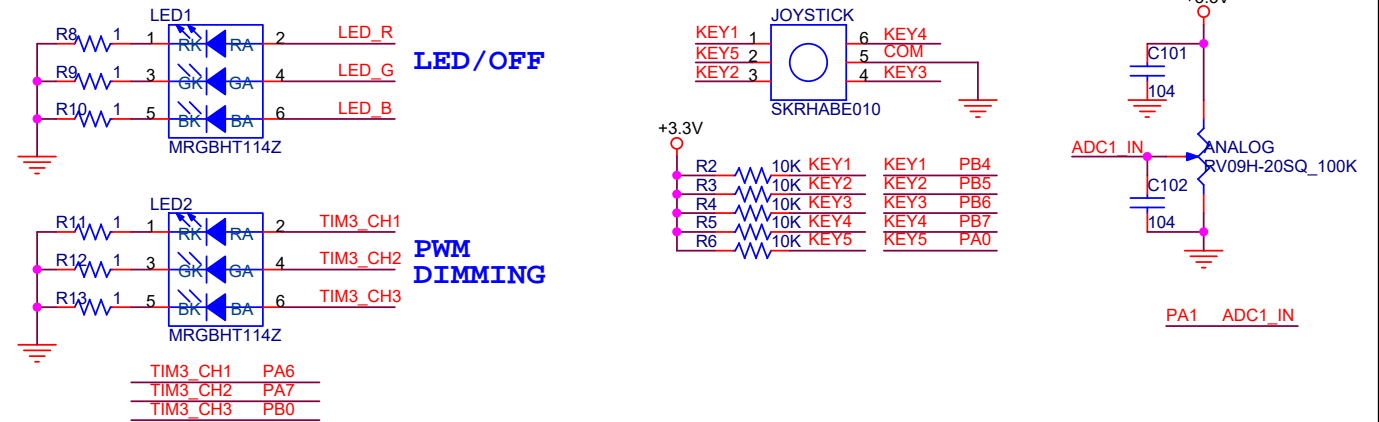 LED1
R8 1 1 RK RA 2 LED_R
R9 1 3 GK GA 4 LED_G
R10 1 5 BK BA 6 LED_B
MRGBHT114Z
LED/OFF
LED2
R11 1 1 RK RA 2 TIM3_CH1
R12 1 3 GK GA 4 TIM3_CH2
R13 1 5 BK BA 6 TIM3_CH3
MRGBHT114Z
PWM
DIMMING
TIM3_CH1 PA6
TIM3_CH2 PA7
TIM3_CH3 PB0
JOYSTICK
KEY1 1 6 KEY4
KEY5 2 5 COM
KEY2 3 4 KEY3
SKRHABE010
+3.3V
R2 10K KEY1 KEY1 PB4
R3 10K KEY2 KEY2 PB5
R4 10K KEY3 KEY3 PB6
R5 10K KEY4 KEY4 PB7
R6 10K KEY5 KEY5 PA0
C101
104
ADC1_IN
ANALOG
RV09H-20SQ_100K
C102
104
PA1 ADC1_IN